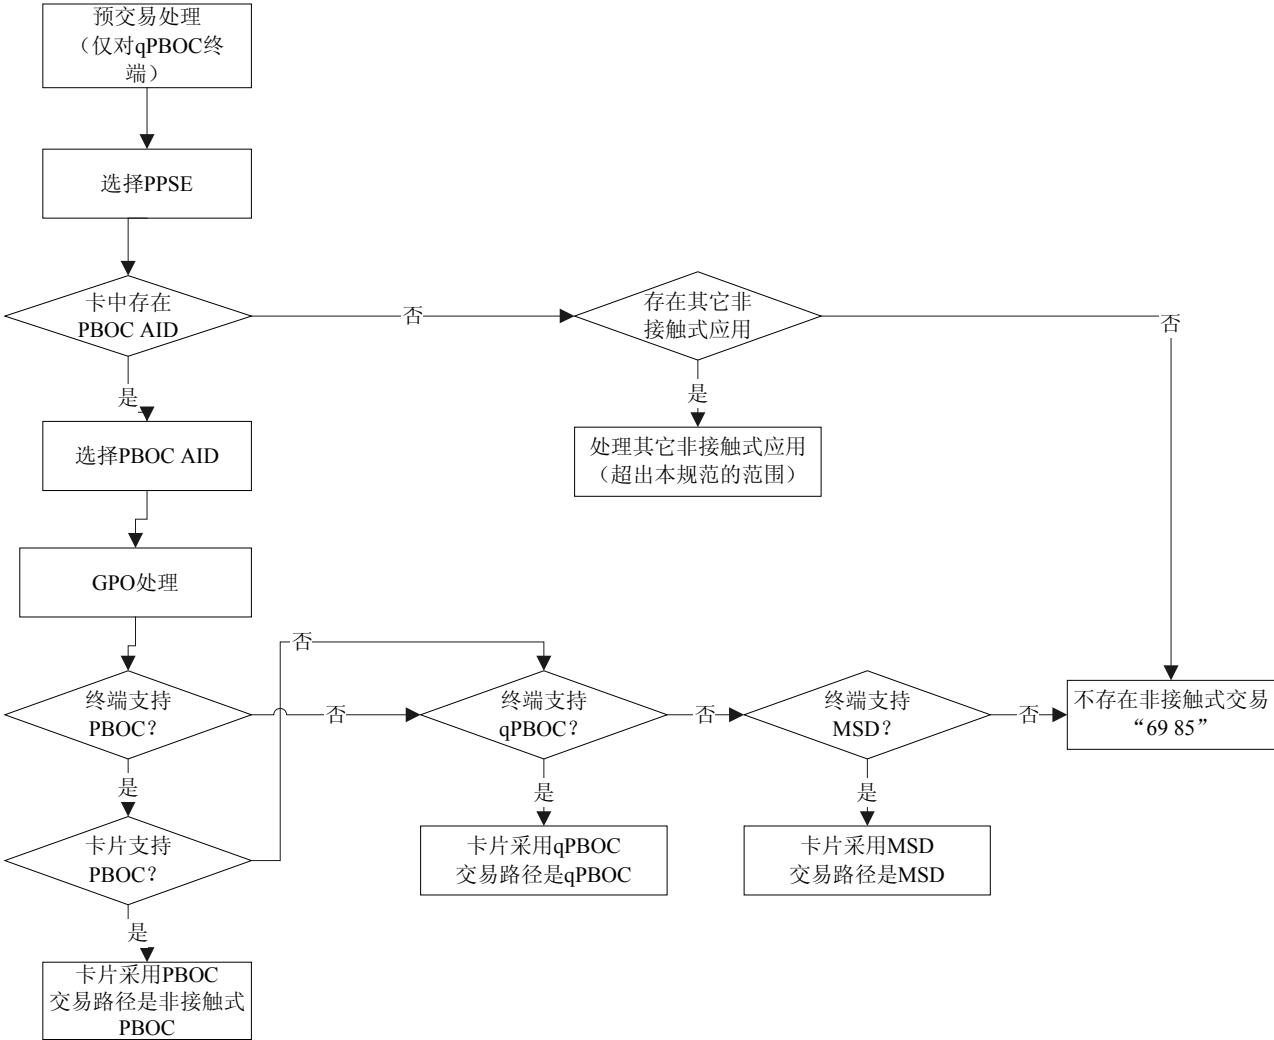 预交易处理
（仅对qPBOC终
端）
选择PPSE
卡中存在
PBOC AID
否
存在其它非
接触式应用
否
是
是
选择PBOC AID
处理其它非接触式应用
（超出本规范的范围）
GPO处理
否
终端支持
PBOC？
否
终端支持
qPBOC？
否
终端支持
MSD？
否
不存在非接触式交易
“69 85”
是
是
是
卡片支持
PBOC？
卡片采用qPBOC
交易路径是qPBOC
卡片采用MSD
交易路径是MSD
是
卡片采用PBOC
交易路径是非接触式
PBOC